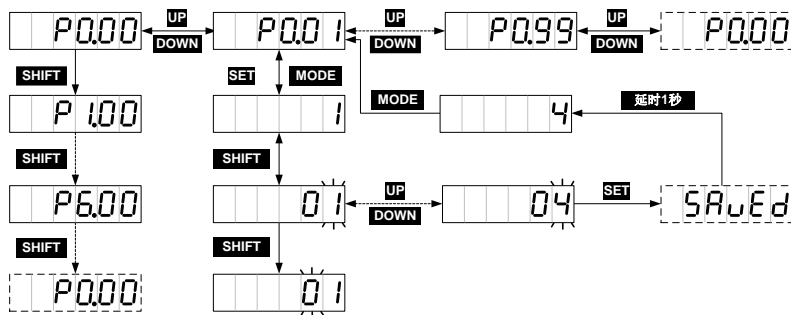 UP UP UP
P0.00 P0.01 P0.99 P0.00
DOWN DOWN DOWN
SHIFT SET MODE
MODE 延时1秒
P1.00 1 4
SHIFT SHIFT
UP SET
P6.00 01 04 SAvEd
DOWN
SHIFT SHIFT
P0.00 01